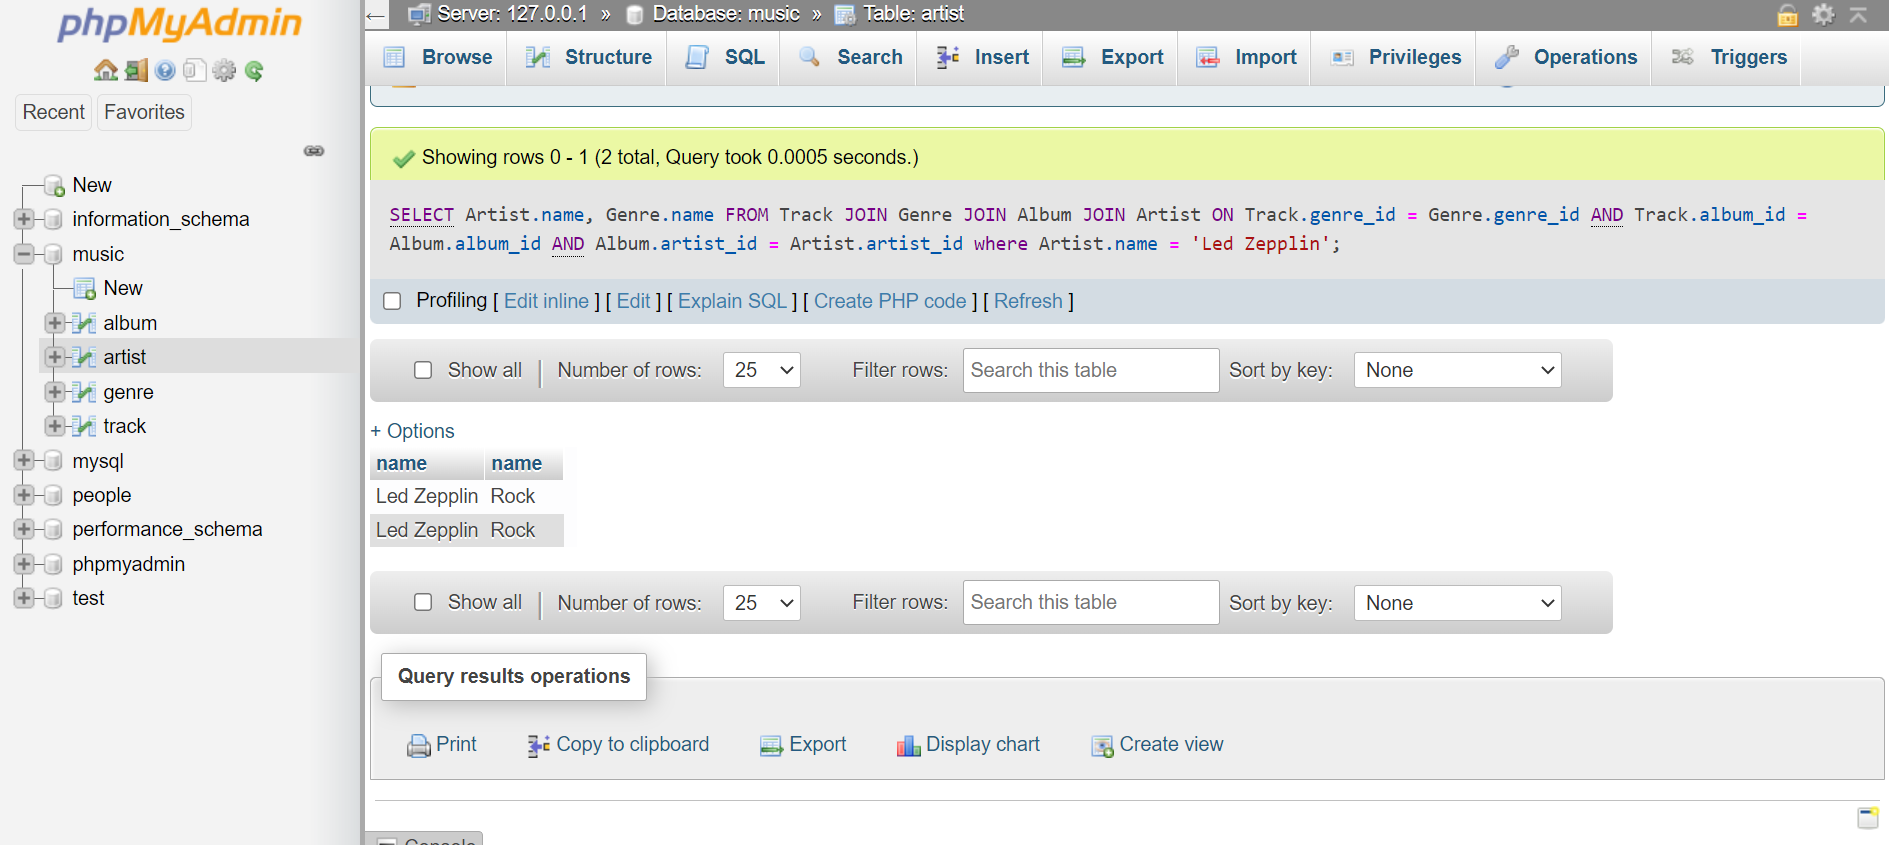 phpMyAdmin
Recent Favorites
New
information_schema
music
New
album
artist
genre
track
mysql
people
performance_schema
phpmyadmin
test
← Server: 127.0.0.1 » Database: music » Table: artist
Browse Structure SQL Search Insert Export Import Privileges Operations Triggers
Showing rows 0 - 1 (2 total, Query took 0.0005 seconds.)
SELECT Artist.name, Genre.name FROM Track JOIN Genre JOIN Album JOIN Artist ON Track.genre_id = Genre.genre_id AND Track.album_id =
Album.album_id AND Album.artist_id = Artist.artist_id where Artist.name = 'Led Zepplin';
Profiling [ Edit inline ] [ Edit ] [ Explain SQL ] [ Create PHP code ] [ Refresh ]
Show all | Number of rows: 25 Filter rows: Search this table Sort by key: None
+ Options
name name
Led Zepplin Rock
Led Zepplin Rock
Show all | Number of rows: 25 Filter rows: Search this table Sort by key: None
Query results operations
Print Copy to clipboard Export Display chart Create view
Console